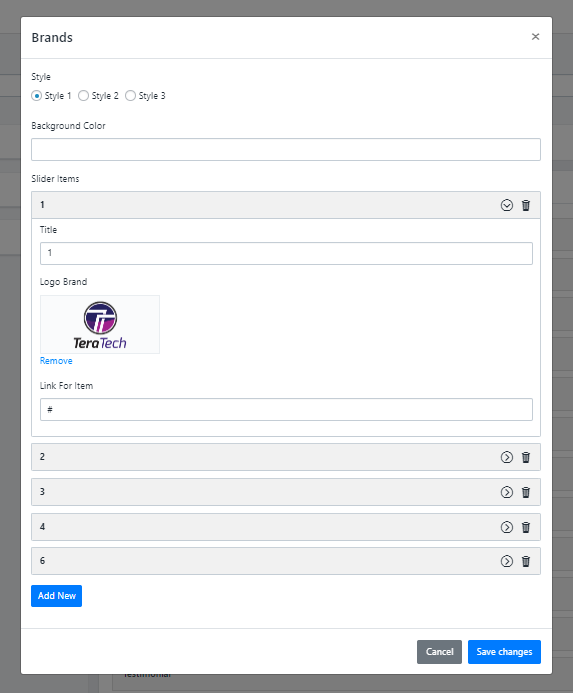 Brands
×
Style
Style 1 Style 2 Style 3
Background Color
Slider Items
1
Title
1
Logo Brand
TeraTech
Remove
Link For Item
#
2
3
4
6
Add New
Cancel Save changes
Testimonial